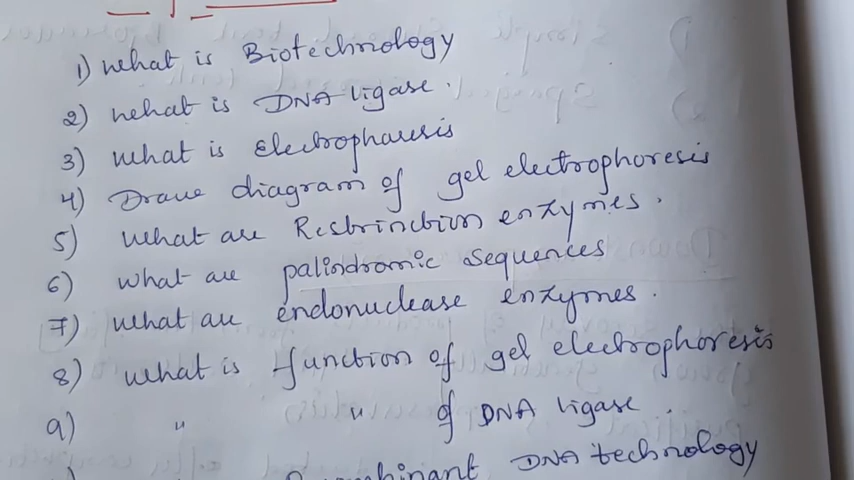 1) What is Biotechnology
2) What is DNA ligase.
3) What is Electropharesis
4) Draw diagram of gel electrophoresis
5) What are Restrinction enzymes.
6) What are palindromic sequences
7) What are endonuclease enzymes.
8) What is function of gel electrophoresis
9) " " of DNA ligase.
DNA technology